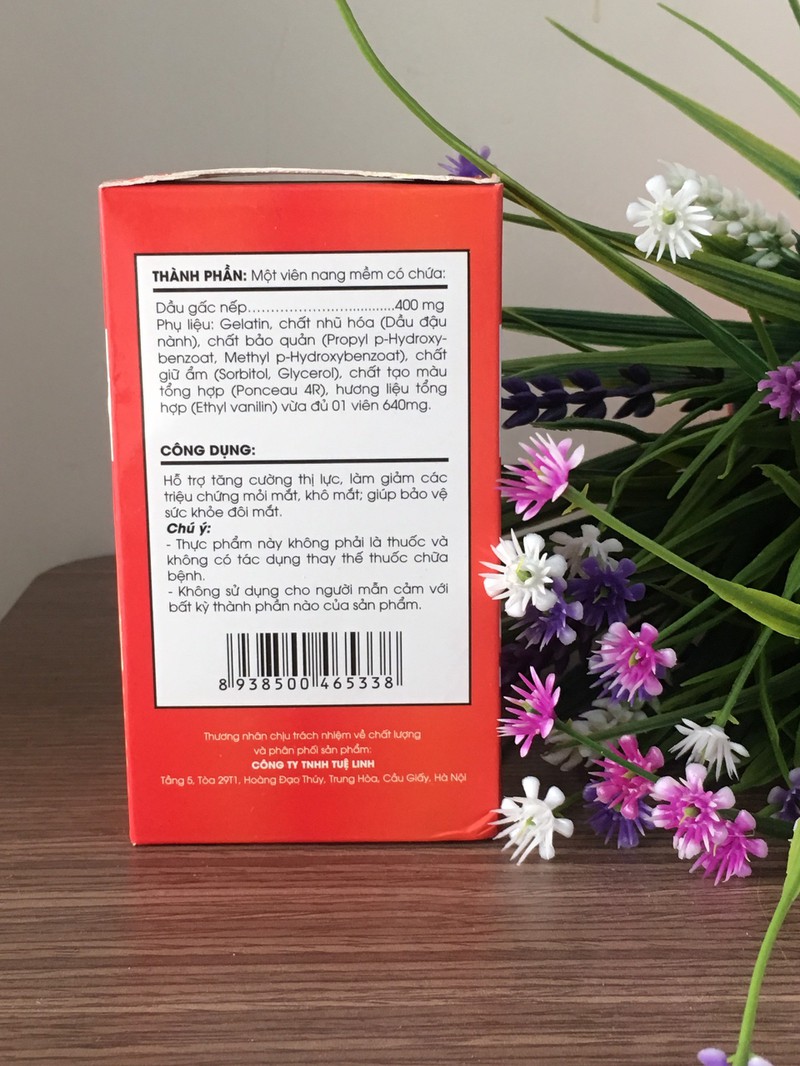 THÀNH PHẦN: Một viên nang mềm có chứa:
Dầu gấc nếp.................................400 mg
Phụ liệu: Gelatin, chất nhũ hóa (Dầu đậu
nành), chất bảo quản (Propyl p-Hydroxy-
benzoat, Methyl p-Hydroxybenzoat), chất
giữ ẩm (Sorbitol, Glycerol), chất tạo màu
tổng hợp (Ponceau 4R), hương liệu tổng
hợp (Ethyl vanilin) vừa đủ 01 viên 640mg.
CÔNG DỤNG:
Hỗ trợ tăng cường thị lực, làm giảm các
triệu chứng mỏi mắt, khô mắt; giúp bảo vệ
sức khỏe đôi mắt.
Chú ý:
- Thực phẩm này không phải là thuốc và
không có tác dụng thay thế thuốc chữa
bệnh.
- Không sử dụng cho người mẫn cảm với
bất kỳ thành phần nào của sản phẩm.
8 938500 465338
Thương nhân chịu trách nhiệm về chất lượng
và phân phối sản phẩm:
CÔNG TY TNHH TUỆ LINH
Tầng 5, Tòa 29T1, Hoàng Đạo Thúy, Trung Hòa, Cầu Giấy, Hà Nội